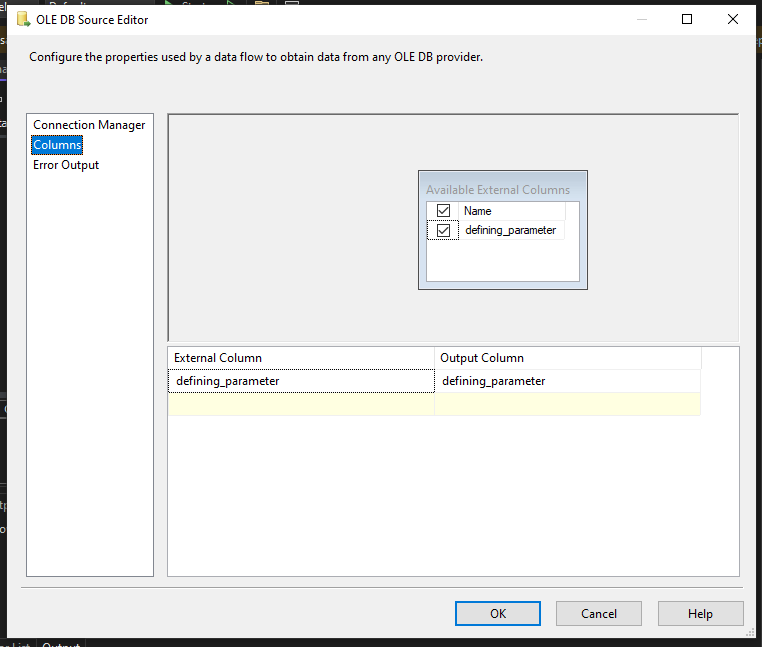 OLE DB Source Editor
Configure the properties used by a data flow to obtain data from any OLE DB provider.
Connection Manager
Columns
Error Output
Available External Columns
Name
defining_parameter
External Column Output Column
defining_parameter defining_parameter
OK Cancel Help
Output